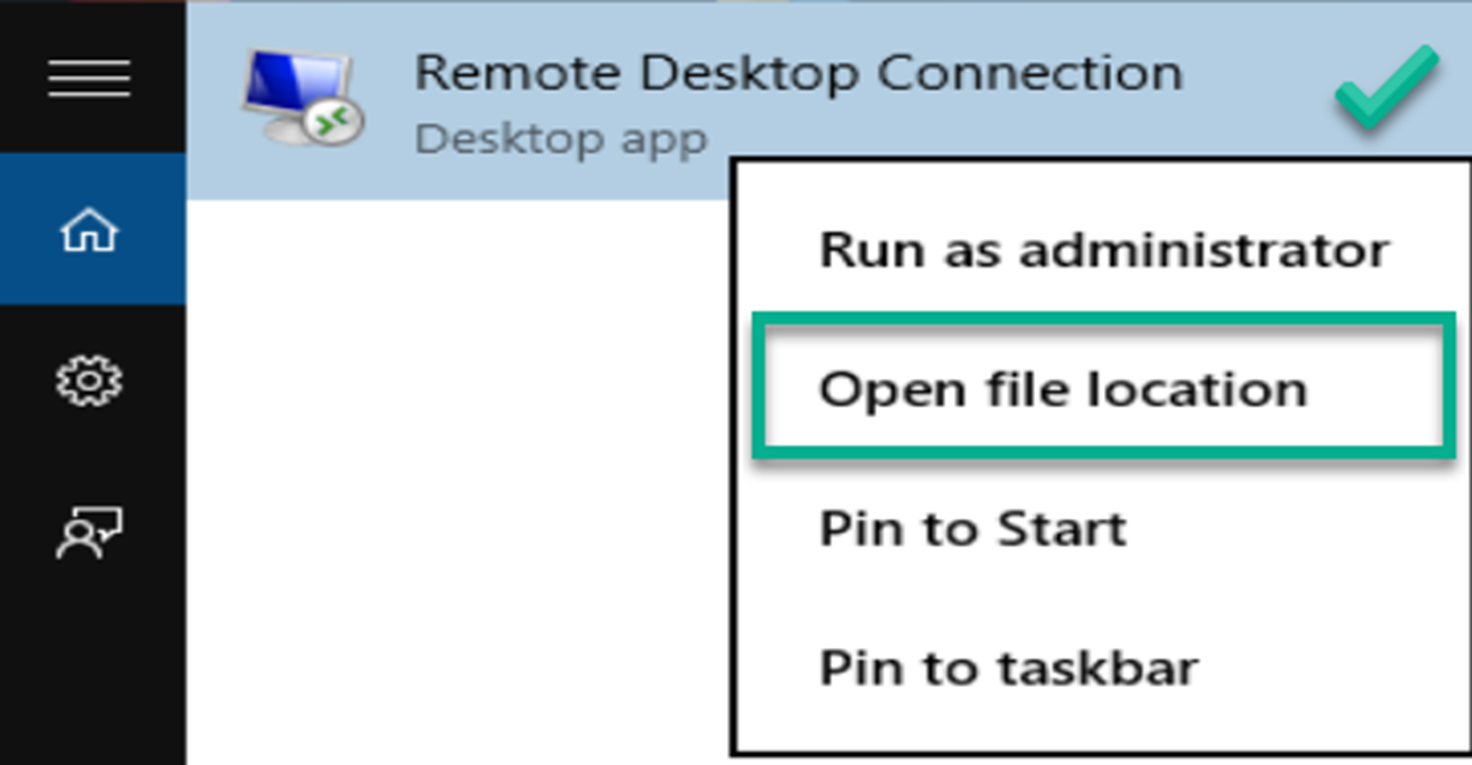 Remote Desktop Connection
Desktop app
Run as administrator
Open file location
Pin to Start
Pin to taskbar